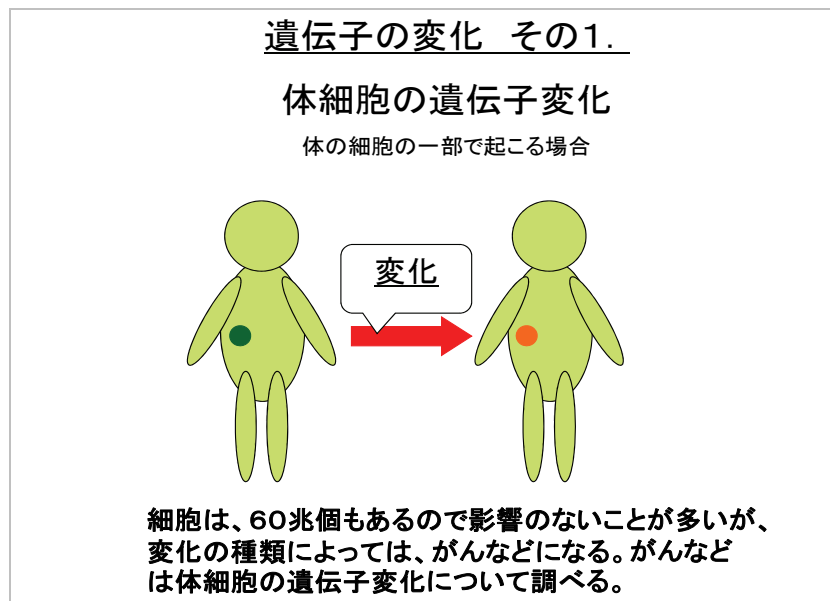 遺伝子の変化　その１．
体細胞の遺伝子変化
体の細胞の一部で起こる場合
変化
細胞は、６０兆個もあるので影響のないことが多いが、
変化の種類によっては、がんなどになる。がんなど
は体細胞の遺伝子変化について調べる。